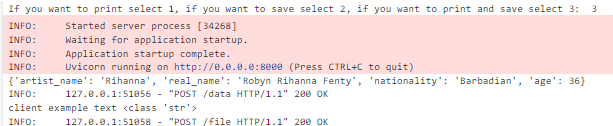 If you want to print select 1, if you want to save select 2, if you want to print and save select 3:  3
INFO:     Started server process [34268]
INFO:     Waiting for application startup.
INFO:     Application startup complete.
INFO:     Uvicorn running on http://0.0.0.0:8000 (Press CTRL+C to quit)
{'artist_name': 'Rihanna', 'real_name': 'Robyn Rihanna Fenty', 'nationality': 'Barbadian', 'age': 36}
INFO:     127.0.0.1:51056 - "POST /data HTTP/1.1" 200 OK
client example text <class 'str'>
INFO:     127.0.0.1:51058 - "POST /file HTTP/1.1" 200 OK